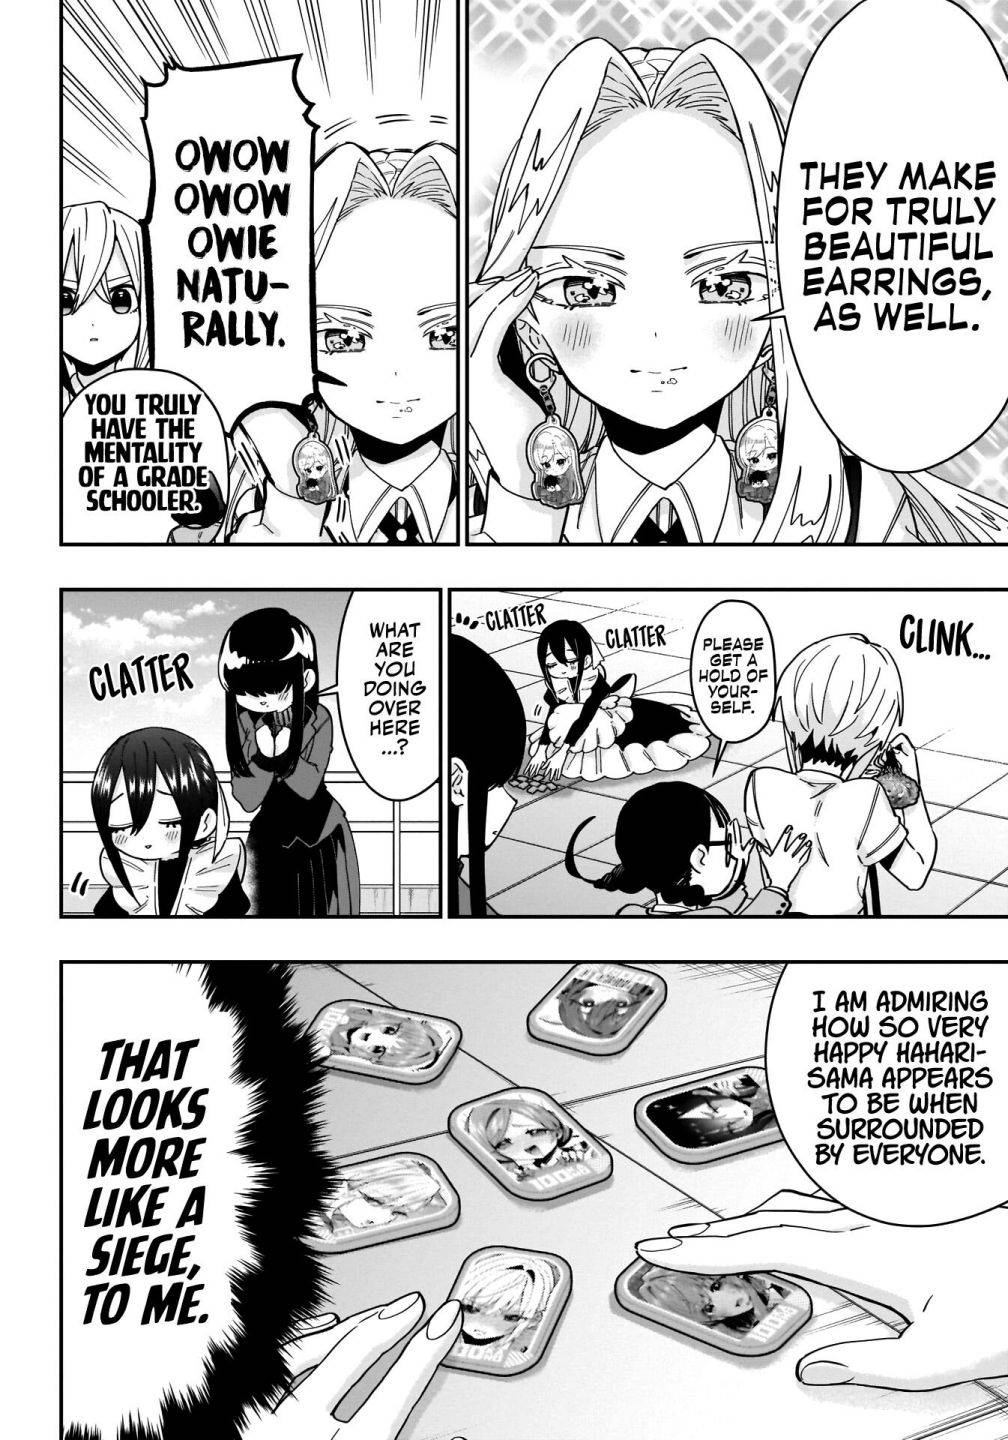 THEY MAKE
FOR TRULY
BEAUTIFUL
EARRINGS,
AS WELL.
OWOW
OWOW
OWIE
NATU-
RALLY.
YOU TRULY
HAVE THE
MENTALITY
OF A GRADE
SCHOOLER.
CLINK...
PLEASE
GET A
HOLD OF
YOUR-
SELF.
CLATTER
CLATTER
WHAT
ARE
YOU
DOING
OVER
HERE
...?
CLATTER
I AM ADMIRING
HOW SO VERY
HAPPY HAHARI-
SAMA APPEARS
TO BE WHEN
SURROUNDED
BY EVERYONE.
THAT
LOOKS
MORE
LIKE A
SIEGE,
TO ME.